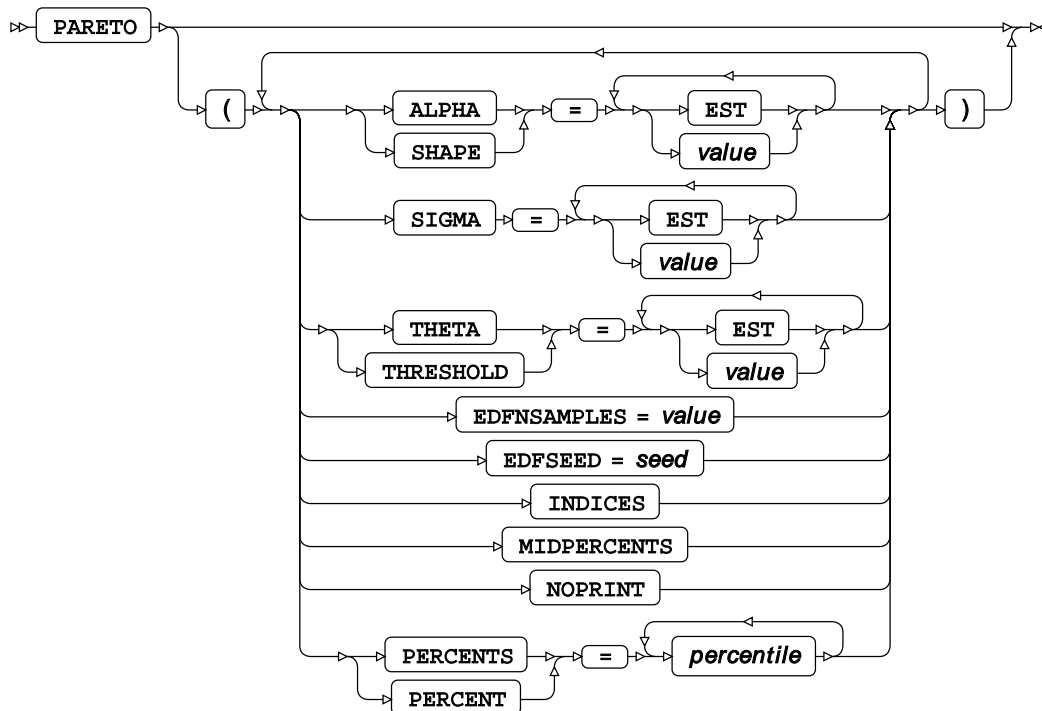 PARETO
( ALPHA = EST )
SHAPE value
SIGMA = EST
value
THETA = EST
THRESHOLD value
EDFNSAMPLES = value
EDFSEED = seed
INDICES
MIDPERCENTS
NOPRINT
PERCENTS = percentile
PERCENT